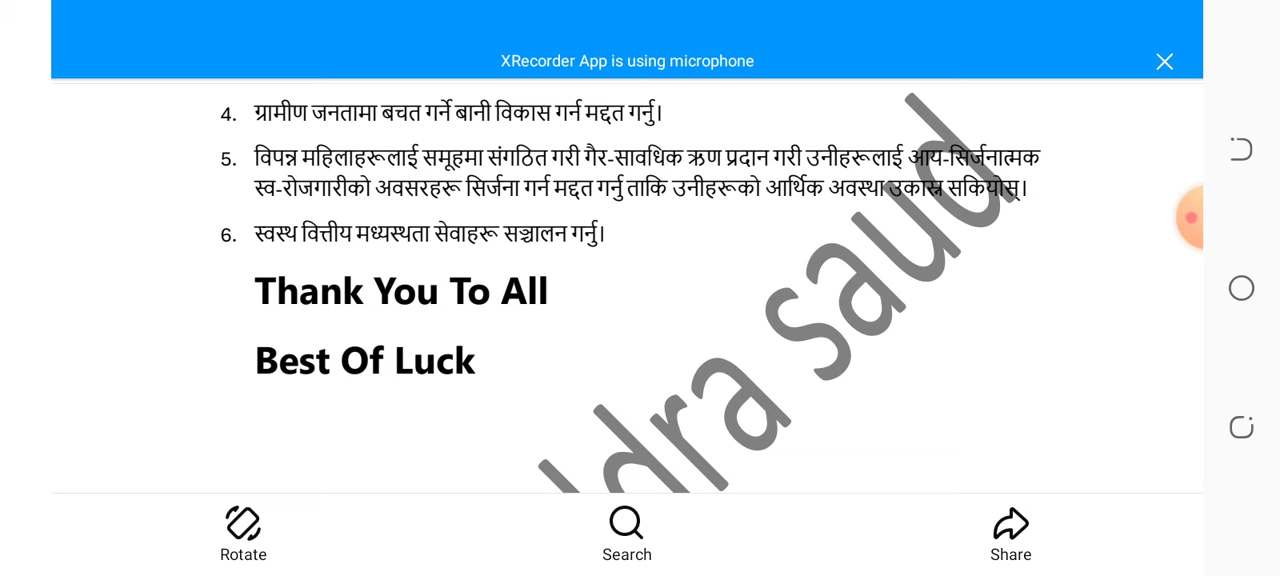 XRecorder App is using microphone
4. ग्रामीण जनतामा बचत गर्ने बानी विकास गर्न मद्दत गर्नु।
5. विपन्न महिलाहरूलाई समूहमा संगठित गरी गैर-सावधिक ऋण प्रदान गरी उनीहरूलाई आय-सिर्जनात्मक
स्व-रोजगारीको अवसरहरू सिर्जना गर्न मद्दत गर्नु ताकि उनीहरूको आर्थिक अवस्था उकास्न सकियोस्।
6. स्वस्थ वित्तीय मध्यस्थता सेवाहरू सञ्चालन गर्नु।
Thank You To All
Best Of Luck
dra saud
Rotate
Search
Share